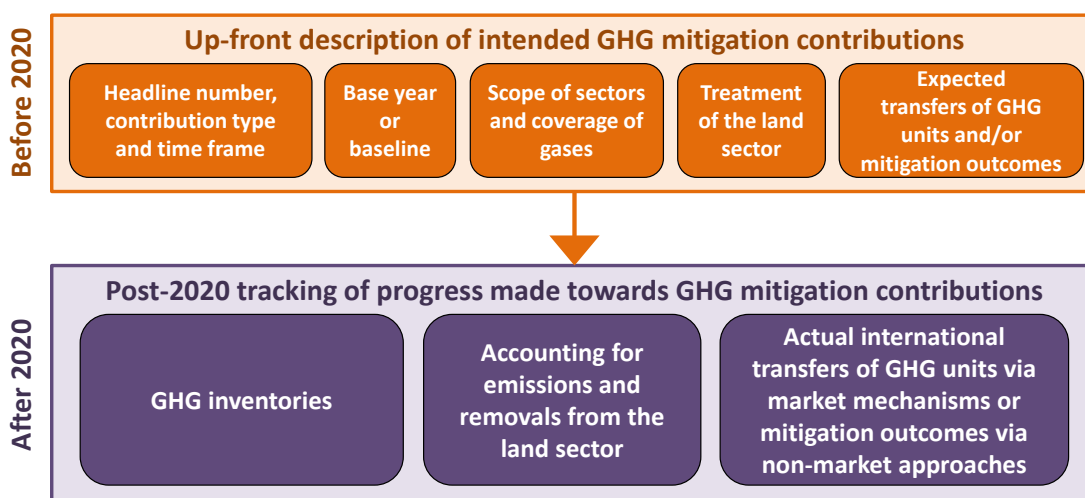 Before 2020
Up-front description of intended GHG mitigation contributions
Headline number,
contribution type
and time frame
Base year
or
baseline
Scope of sectors
and coverage of
gases
Treatment
of the land
sector
Expected
transfers of GHG
units and/or
mitigation outcomes
After 2020
Post-2020 tracking of progress made towards GHG mitigation contributions
GHG inventories
Accounting for
emissions and
removals from the
land sector
Actual international
transfers of GHG units via
market mechanisms or
mitigation outcomes via
non-market approaches